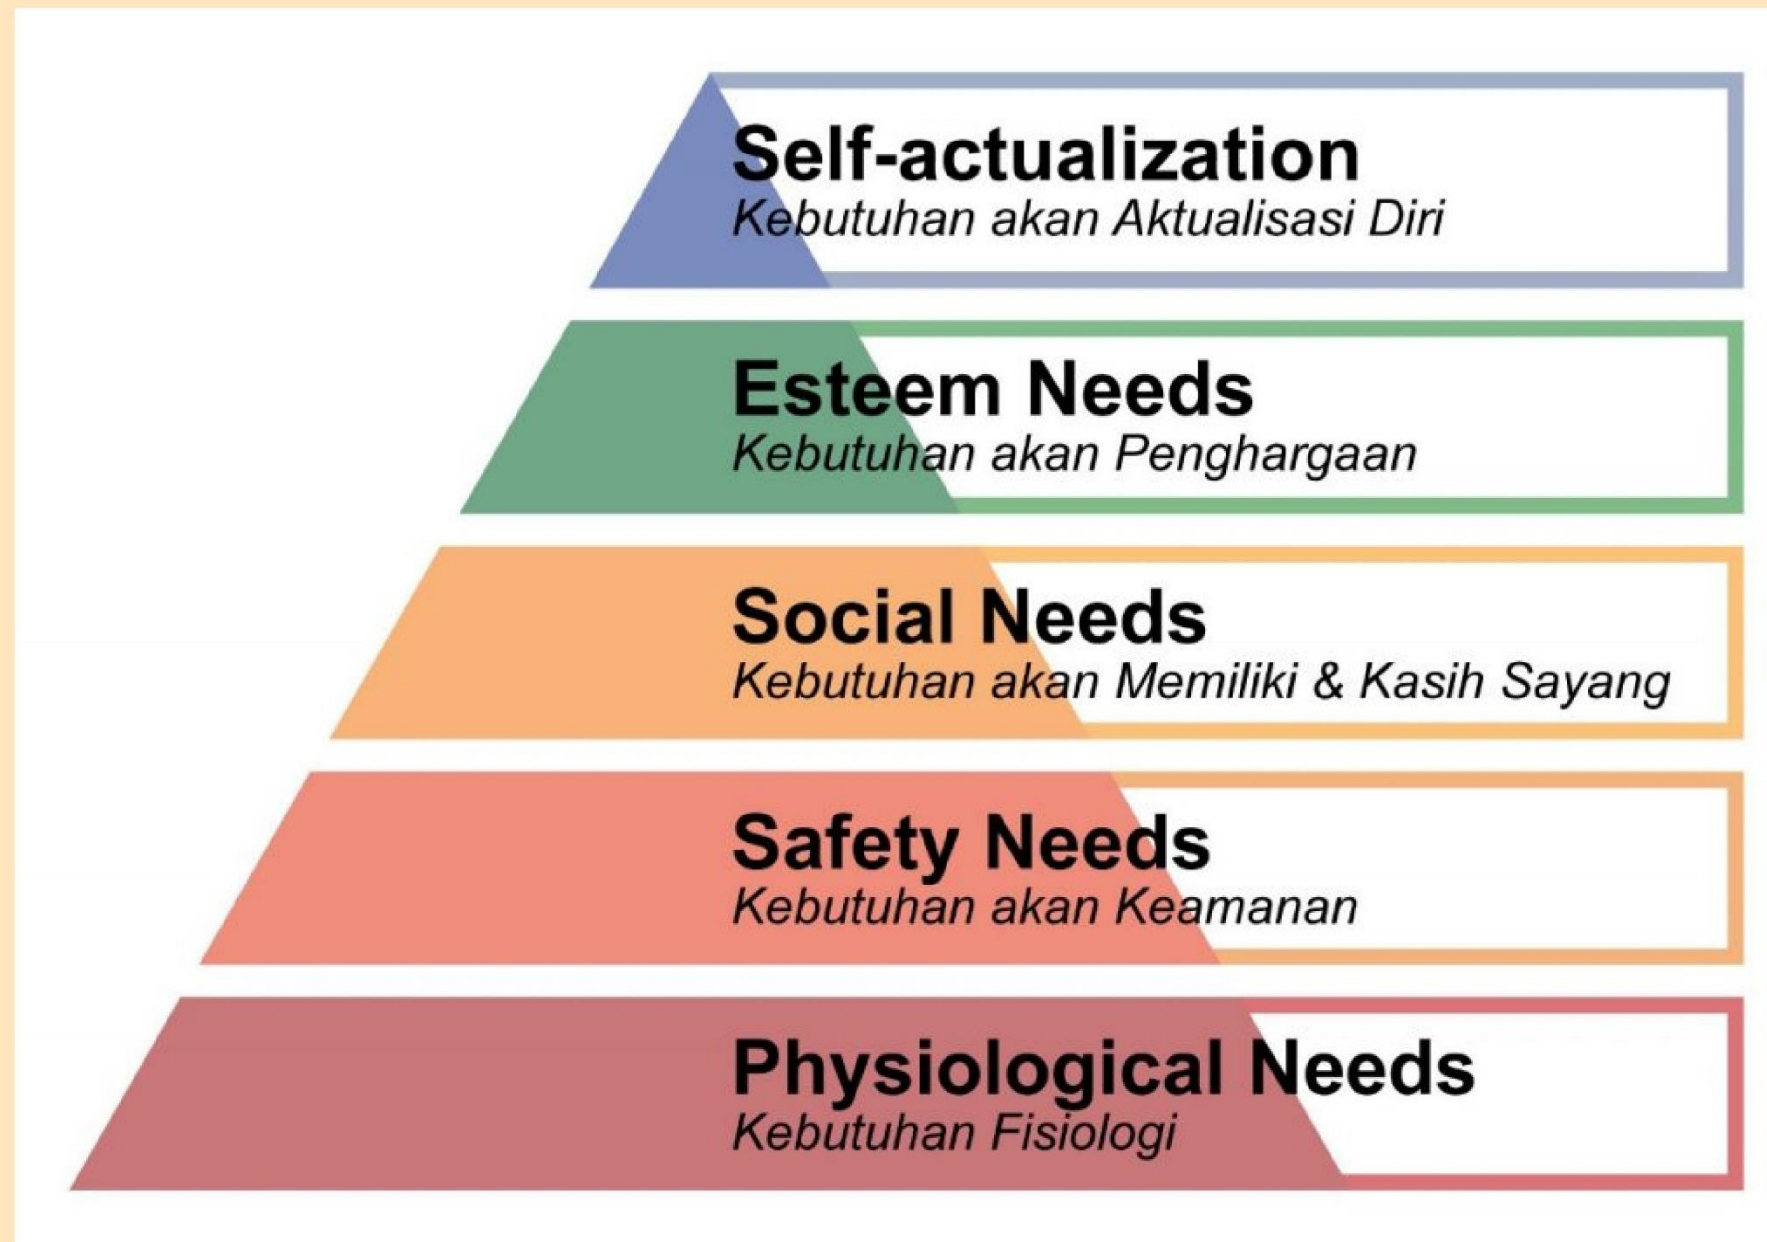 Self-actualization
Kebutuhan akan Aktualisasi Diri
Esteem Needs
Kebutuhan akan Penghargaan
Social Needs
Kebutuhan akan Memiliki & Kasih Sayang
Safety Needs
Kebutuhan akan Keamanan
Physiological Needs
Kebutuhan Fisiologi